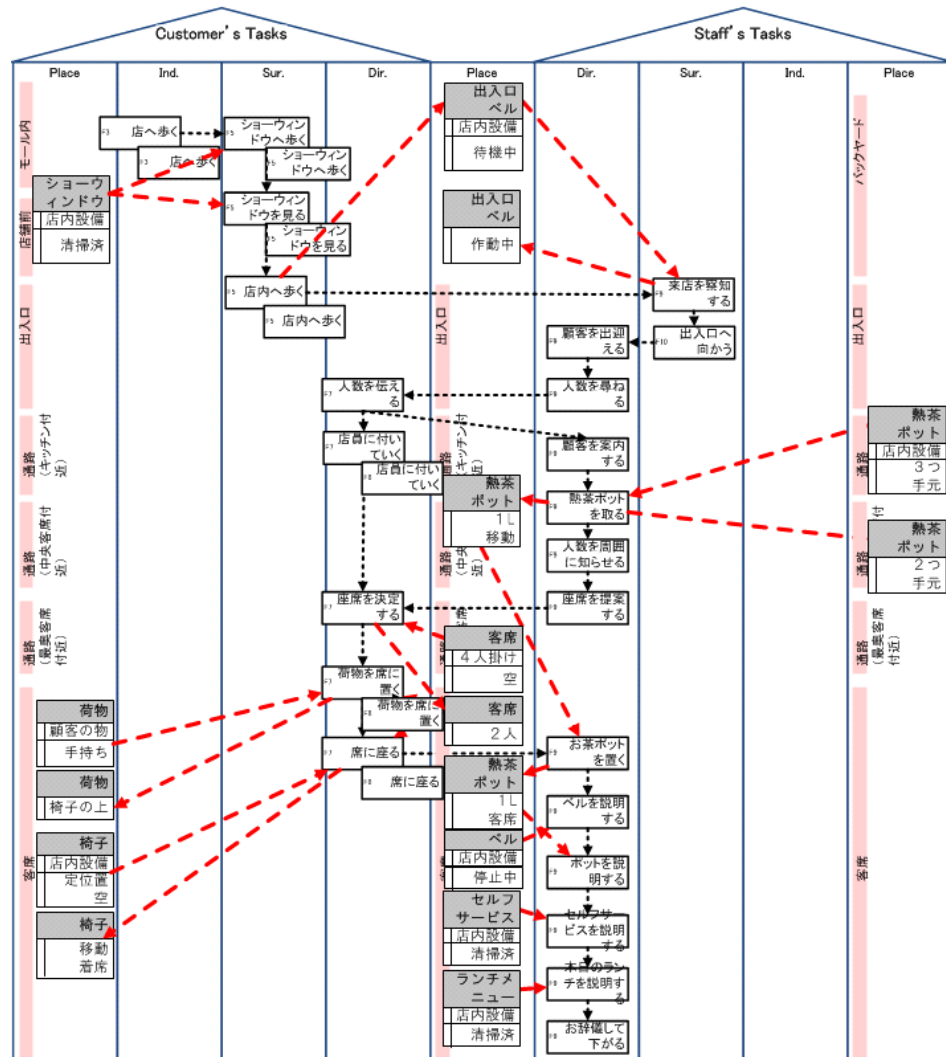 Customer's Tasks
Staff's Tasks
Place
Ind.
Sur.
Dir.
Place
Dir.
Sur.
Ind.
Place
モール内
店舗前
出入口
通路
(キッチン付
近)
通路
(中央客席付
近)
通路
(最奥客席
付近)
客席
ショーウ
ィンドウ
店内設備
清掃済
荷物
顧客の物
手持ち
荷物
椅子の上
椅子
店内設備
定位置
空
椅子
移動
着席
店へ歩く
店へ歩く
ショーウィン
ドウへ歩く
ショーウィン
ドウへ歩く
ショーウィン
ドウを見る
ショーウィン
ドウを見る
店内へ歩く
店内へ歩く
人数を伝え
る
店員に付い
ていく
店員に付い
ていく
座席を決定
する
荷物を席に
置く
荷物を席に
置く
席に座る
席に座る
出入口
ベル
店内設備
待機中
出入口
ベル
作動中
出入口
通路
(キッチン付
熱茶
ポット
1L
移動
通路
客席
4人掛け
空
客席
2人
熱茶
ポット
1L
客席
ベル
店内設備
停止中
セルフ
サービス
店内設備
清掃済
ランチメ
ニュー
店内設備
清掃済
来店を察知
する
出入口へ
向かう
顧客を出迎
える
人数を尋ね
る
顧客を案内
する
熱茶ポット
を取る
人数を周囲
に知らせる
座席を提案
する
お茶ポット
を置く
ベルを説明
する
ポットを説
明する
セルフサー
ビスを説明
する
本日のラン
チを説明す
る
お辞儀して
下がる
バックヤード
出入口
通路
(キッチン付
近)
熱茶
ポット
店内設備
3つ
手元
通路
熱茶
ポット
2つ
手元
通路
(最奥客席
付近)
客席